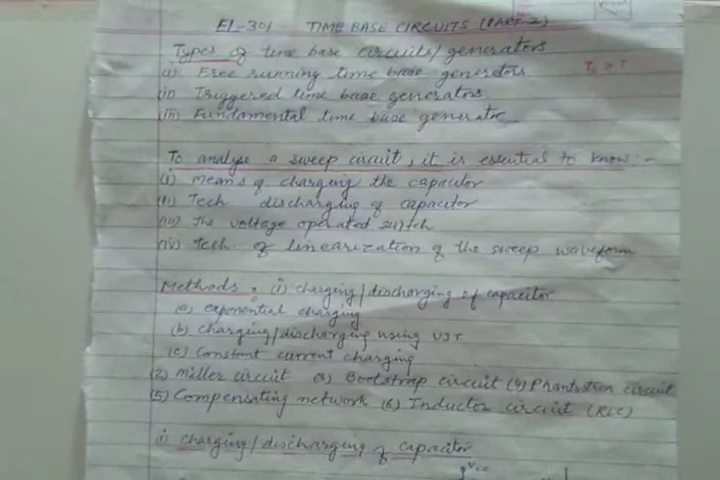 EL-301 TIME BASE CIRCUITS (PART-2)
Types of time base circuits/generators
(i) Free running time base generators
T₂ > T
(ii) Triggered time base generators
(iii) Fundamental time base generator
To analyse a sweep circuit, it is essential to know:-
(i) Means of charging the capacitor
(ii) Tech discharging of capacitor
(iii) The voltage operated switch
(iv) Tech of linearization of the sweep waveform
Methods: (i) charging/discharging of capacitor
(a) exponential charging
(b) charging/discharging using UJT
(c) Constant current charging
(2) Miller circuit (3) Bootstrap circuit (4) Phantastron circuit
(5) Compensating network (6) Inductor circuit (RLC)
(i) charging/discharging of capacitor
Vcc